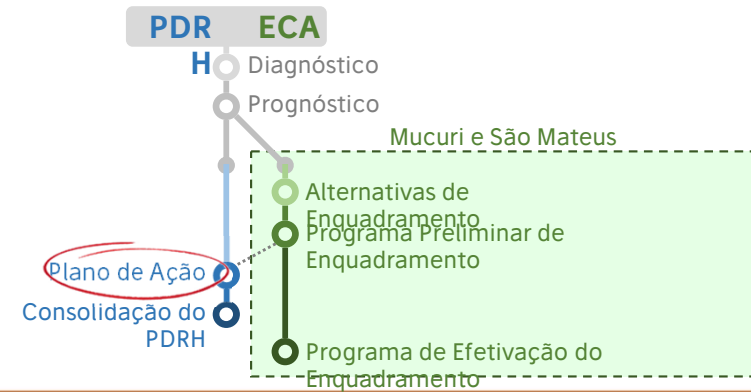 PDR
H
ECA
Diagnóstico
Prognóstico
Mucuri e São Mateus
Alternativas de
Enquadramento
Programa Preliminar de
Enquadramento
Plano de Ação
Consolidação do
PDRH
Programa de Efetivação do
Enquadramento